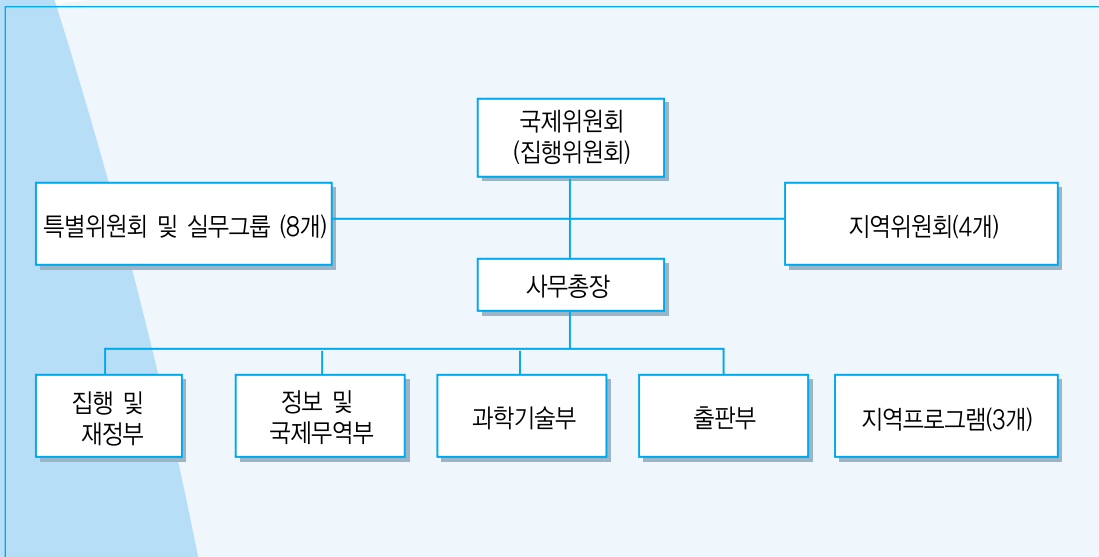 국제위원회
(집행위원회)
특별위원회 및 실무그룹 (8개)
지역위원회(4개)
사무총장
집행 및
재정부
정보 및
국제무역부
과학기술부
출판부
지역프로그램(3개)